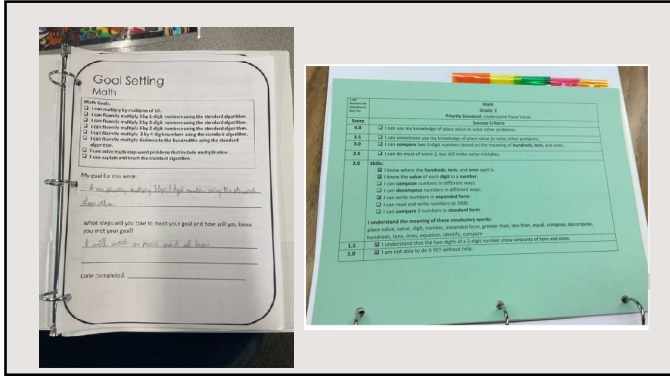 Goal Setting
Math
Math Goals:
I can multiply by multiples of 10.
I can fluently multiply 3 by 1-digit numbers using the standard algorithm.
I can fluently multiply 2 by 2-digit numbers using the standard algorithm.
I can fluently multiply 3 by 2-digit numbers using the standard algorithm.
I can fluently multiply 3 by 4-digit numbers using the standard algorithm.
I can fluently multiply decimals to the hundredths using the standard
algorithm.
I can solve multi-step word problems that include multiplication.
I can explain and teach the standard algorithm.
My goal for this week:
algorithm.
What steps will you take to meet your goal and how will you know
you met your goal?
I will work on
Date completed:
Math
Grade: 2
Priority Standard: Understand Place Value
Score
Success Criteria
4.0
I can use my knowledge of place value to solve other problems.
3.5
I can sometimes use my knowledge of place value to solve other problems.
3.0
I can compare two 3-digit numbers based on the meaning of hundreds, tens, and ones.
2.5
I can do most of score 3, but still make some mistakes.
2.0
Skills:
I know where the hundreds, tens, and ones spot is.
I know the value of each digit in a number.
I can compose numbers in different ways.
I can decompose numbers in different ways
I can write numbers in expanded form.
I can read and write numbers to 1000.
I can compare 2 numbers in standard form
I understand the meaning of these vocabulary words:
place value, value, digit, number, expanded form, greater than, less than, equal, compose, decompose,
hundreds, tens, ones, equation, identify, compare
1.5
I understand that the two digits of a 2-digit number show amounts of tens and ones.
1.0
I am not able to do it YET without help.